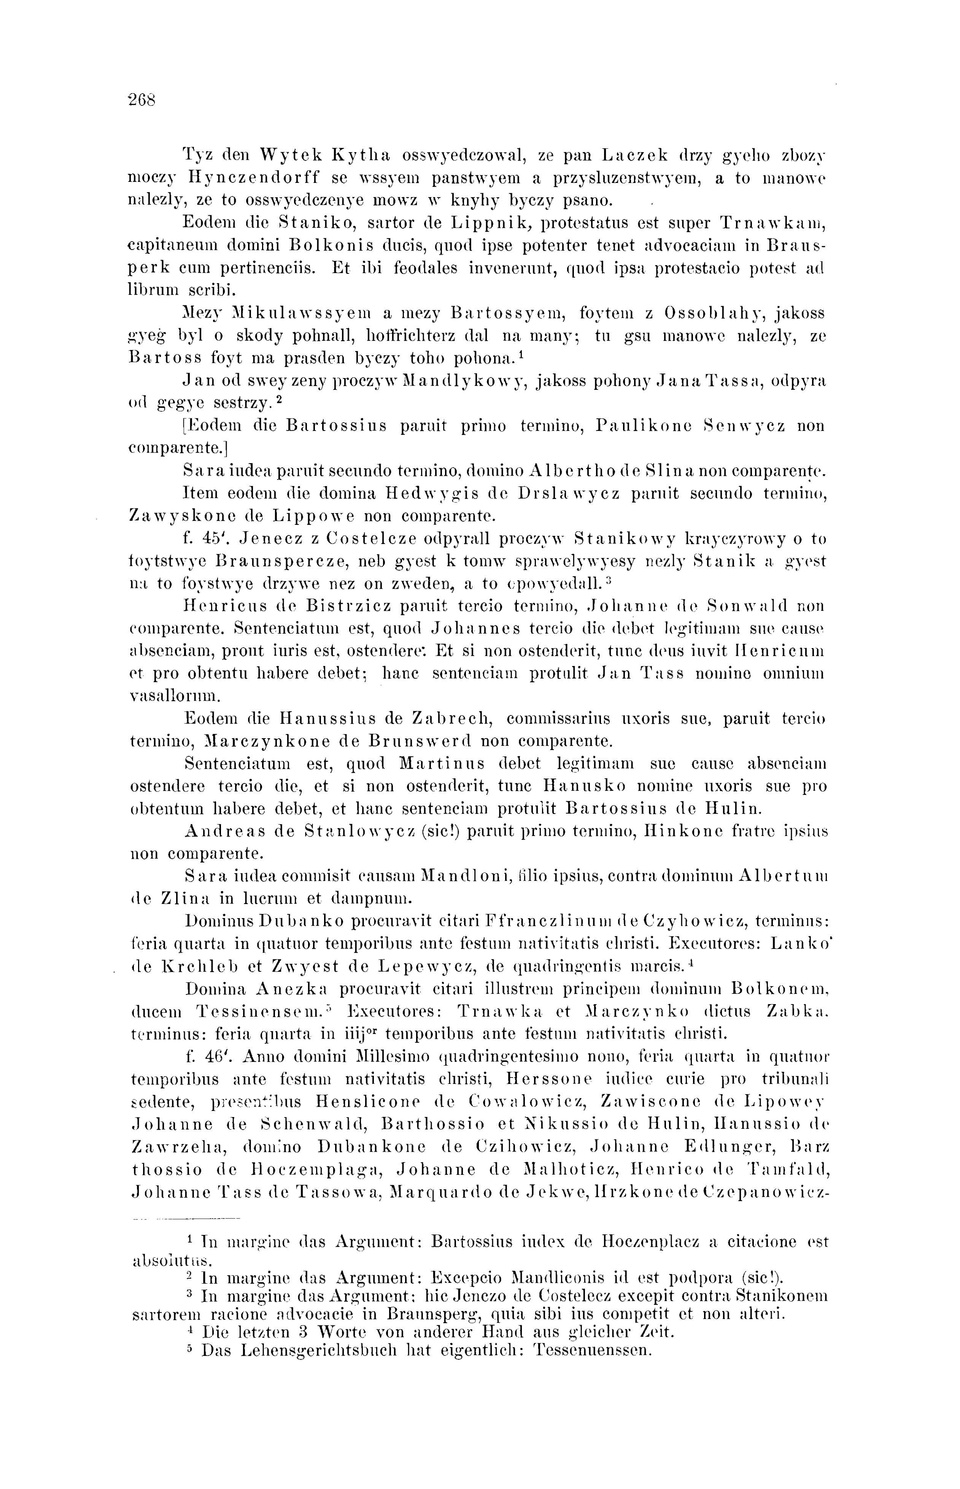 268
Tyz den Wytek Kytha osswyedczowal, ze pan Laczek drzy gyeho zbozy
moczy Hynczendorff se wssyem panstwyem a przysluzenstwyem, a to manowe
nalezly, ze to osswyedczenye mowz w knyhy byczy psano.
Eodem die Staniko, sartor de Lippnik, protestatus est super Trnawkam,
capitaneum domini Bolkonis ducis, quod ipse potenter tenet advocaciam in Braus-
perk cum pertinenciis. Et ibi feodales invenerunt, quod ipsa protestacio potest ad
librum scribi.
Mezy Mikulawssyem a mezy Bartossyem, foytem z Ossoblahy, jakoss
gyeg byl o skody pohnall, hoffrichterz dal na many; tu gsu manowe nalezly, ze
Bartoss foyt ma prasden byczy toho pohona.¹
Jan od swey zeny proczyw Mandlykowy, jakoss pohony Jana Tassa, odpyra
od gegye sestrzy.²
[Eodem die Bartossius paruit primo termino, Paulikone Senwycz non
comparente.]
Sara iudea paruit secundo termino, domino Albertho de Slina non comparente.
Item eodem die domina Hedwygis de Drslawycz paruit secundo termino,
Zawyskone de Lippowe non comparente.
f. 45′. Jenecz z Costelcze odpyrall proczyw Stanikowy krayczyrowy o to
foytstwye Braunspercze, neb gyest k tomw sprawelywyesy nezly Stanik a gyest
na to foystwye drzywe nez on zweden, a to opowyedall.³
Henricus de Bistrzicz paruit tercio termino, Johanne de Sonwald non
comparente. Sentenciatum est, quod Johannes tercio die debet legitimam sue cause
absenciam, prout iuris est, ostendere. Et si non ostenderit, tunc deus iuvit Henricum
et pro obtentu habere debet; hanc sentenciam protulit Jan Tass nomine omnium
vasallorum.
Eodem die Hanussius de Zabrech, commissarius uxoris sue, paruit tercio
termino, Marczynkone de Brunswerd non comparente.
Sentenciatum est, quod Martinus debet legitimam sue cause absenciam
ostendere tercio die, et si non ostenderit, tunc Hanusko nomine uxoris sue pro
obtentum habere debet, et hanc sentenciam protulit Bartossius de Hulin.
Andreas de Stanlowycz (sic!) paruit primo termino, Hinkone fratre ipsius
non comparente.
Sara iudea commisit causam Mandloni, filio ipsius, contra dominum Albertum
de Zlina in lucrum et dampnum.
Dominus Dubanko procuravit citari Ffranczlinum de Czyhowicz, terminus:
feria quarta in quatuor temporibus ante festum nativitatis christi. Executores: Lanko
de Krchleb et Zwyest de Lepewycz, de quadringentis marcis.⁴
Domina Anezka procuravit citari illustrem principem dominum Bolkonem,
ducem Tessinensem.⁵ Executores: Trnawka et Marczynko dictus Zabka.
terminus: feria quarta in iiijᵒʳ temporibus ante festum nativitatis christi.
f. 46′. Anno domini Millesimo quadringentesimo nono, feria quarta in quatuor
temporibus ante festum nativitatis christi, Herssone iudice curie pro tribunali
sedente, presentibus Henslicone de Cowalowicz, Zawiscone de Lipowey
Johanne de Schenwald, Barthossio et Nikussio de Hulin, Hanussio de
Zawrzeha, domino Dubankone de Czihowicz, Johanne Edlunger, Barz
thossio de Hoczemplaga, Johanne de Malhoticz, Henrico de Tamfald,
Johanne Tass de Tassowa, Marquardo de Jekwe, Hrzkone de Czepanowicz-
¹ In margine das Argument: Bartossius iudex de Hoczenplacz a citacione est
absolutus.
² In margine das Argument: Excepcio Mandliconis id est podpora (sic!).
³ In margine das Argument: hic Jenczo de Costelecz excepit contra Stanikonem
sartorem racione advocacie in Braunsperg, quia sibi ius competit et non alteri.
⁴ Die letzten 3 Worte von anderer Hand aus gleicher Zeit.
⁵ Das Lehensgerichtsbuch hat eigentlich: Tessenuenssen.